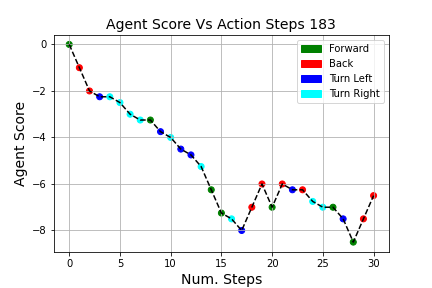 Agent Score Vs Action Steps 183
Agent Score
0
−2
−4
−6
−8
Forward
Back
Turn Left
Turn Right
0 5 10 15 20 25 30
Num. Steps